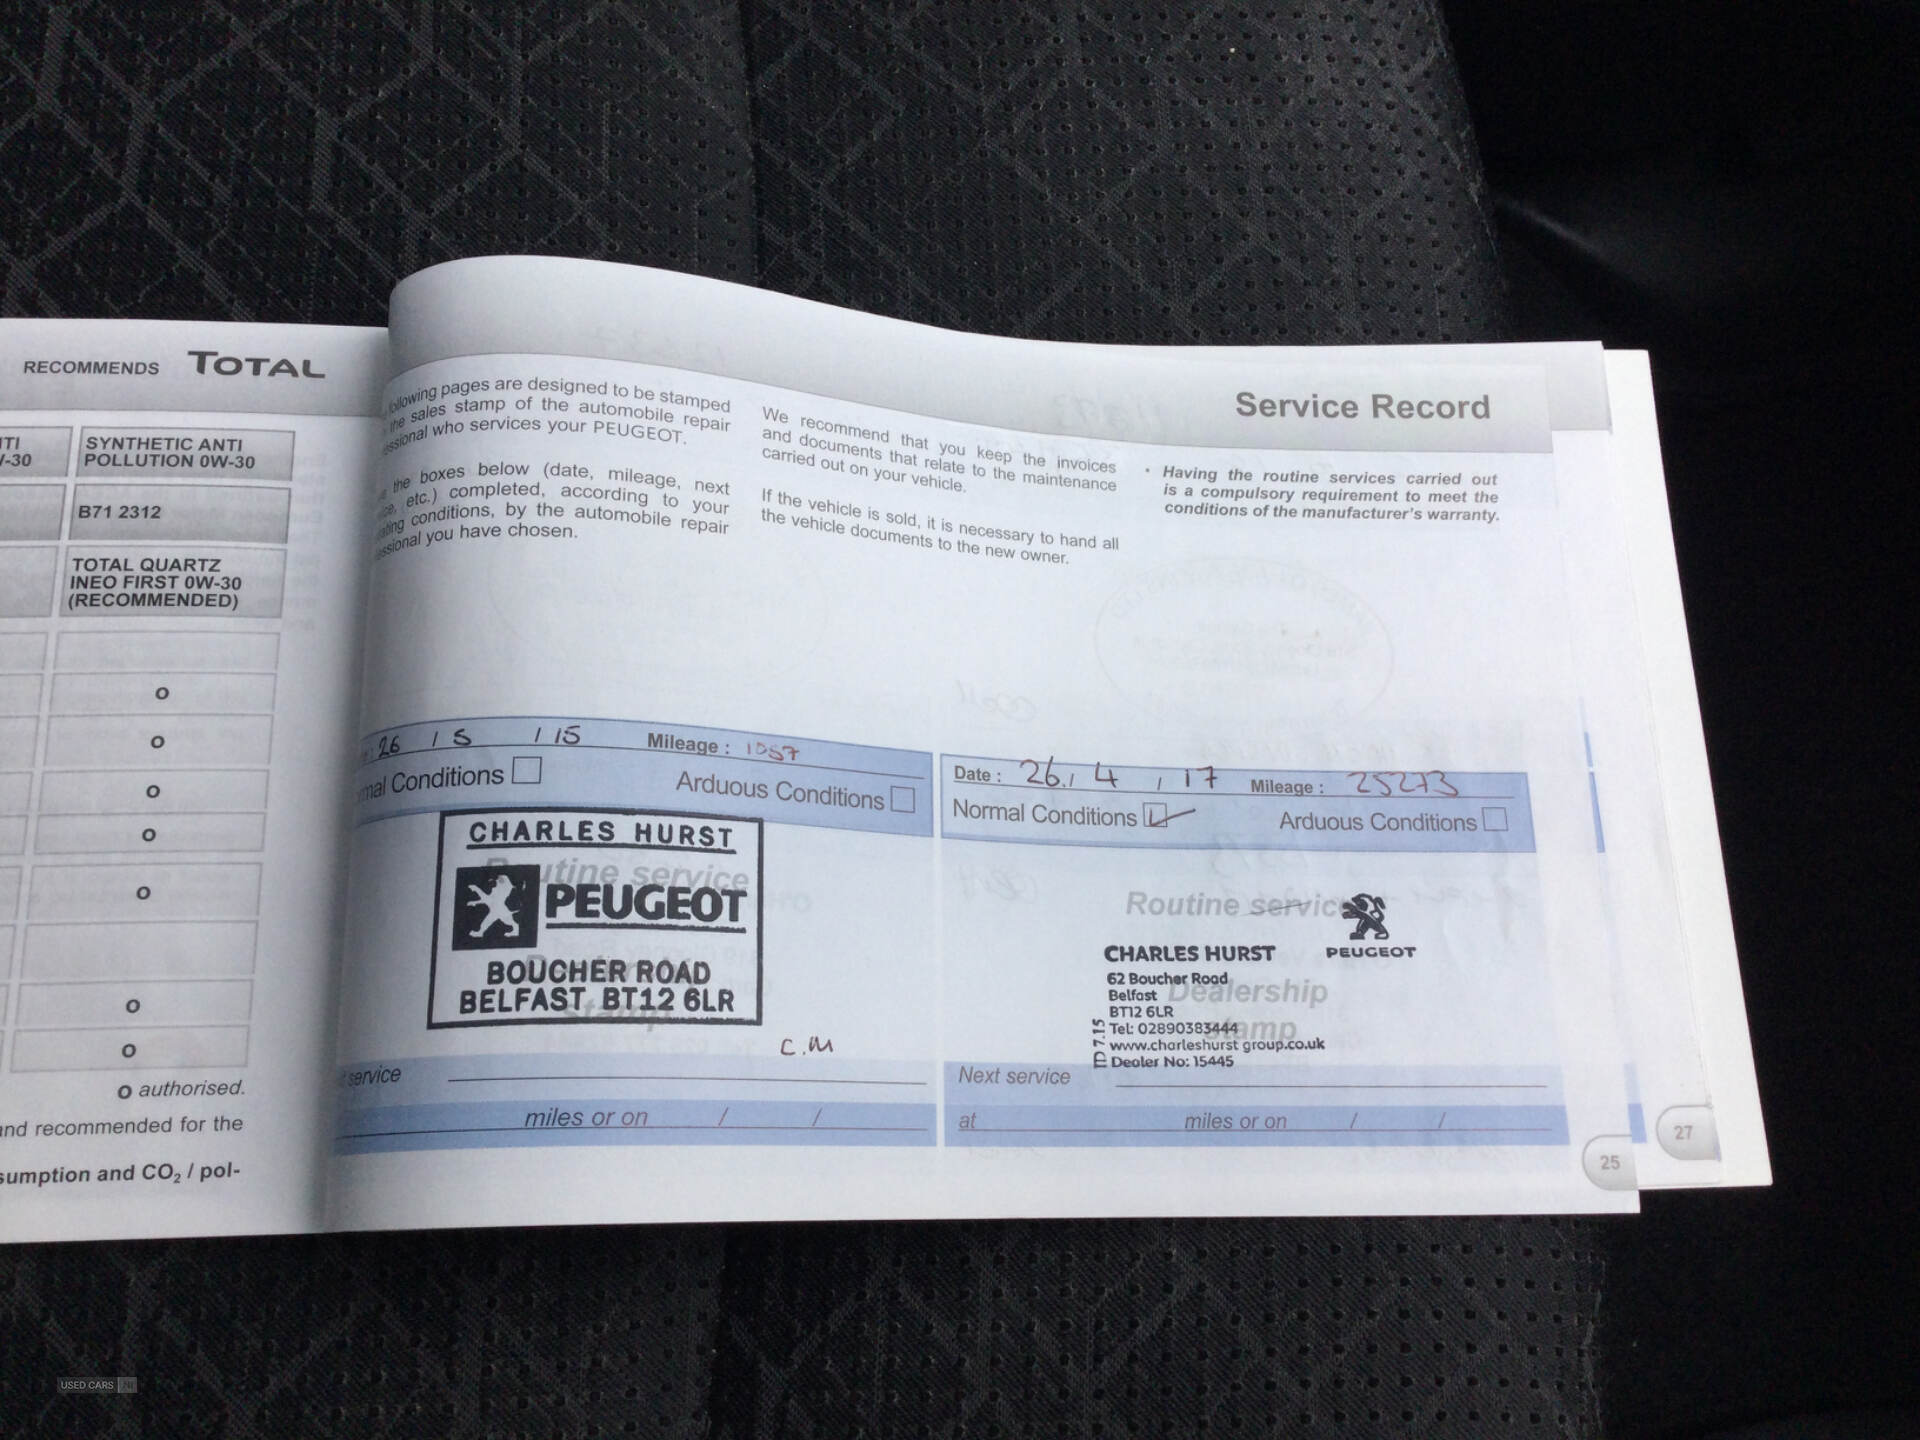 RECOMMENDS TOTAL
SYNTHETIC ANTI
POLLUTION 0W-30
B71 2312
TOTAL QUARTZ
INEO FIRST 0W-30
(RECOMMENDED)
o
o
o
o
o
o
o
o authorised.
and recommended for the
sumption and CO₂ / pol-
Service Record
following pages are designed to be stamped
the sales stamp of the automobile repair
who services your PEUGEOT.
the boxes below (date, mileage, next
etc.) completed, according to your
conditions, by the automobile repair
you have chosen.
We recommend that you keep the invoices
and documents that relate to the maintenance
carried out on your vehicle.
If the vehicle is sold, it is necessary to hand all
the vehicle documents to the new owner.
• Having the routine services carried out
is a compulsory requirement to meet the
conditions of the manufacturer's warranty.
26 / 5 / 15 Mileage : 1057
Conditions Arduous Conditions
CHARLES HURST
Routine service
PEUGEOT
BOUCHER ROAD
BELFAST BT12 6LR
stamp
C.M
service
miles or on / /
Date : 26 / 4 / 17 Mileage : 25273
Normal Conditions Arduous Conditions
Routine service
PEUGEOT
CHARLES HURST
62 Boucher Road
Belfast
Dealership
BT12 6LR
stamp
Tel: 02890383444
www.charleshurst group.co.uk
Dealer No: 15445
TD 7.15
Next service
at miles or on / /
25
27
USED CARS NI